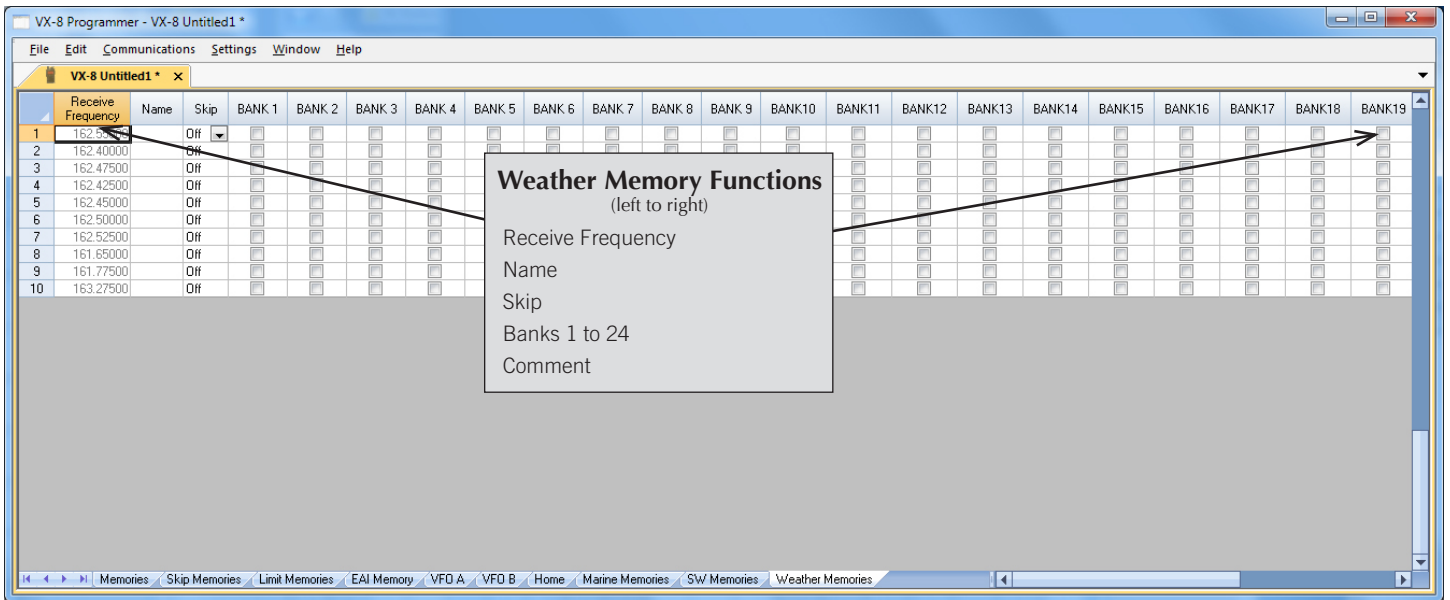 VX-8 Programmer - VX-8 Untitled1 *
File Edit Communications Settings Window Help
VX-8 Untitled1 * x
Receive Frequency Name Skip BANK 1 BANK 2 BANK 3 BANK 4 BANK 5 BANK 6 BANK 7 BANK 8 BANK 9 BANK10 BANK11 BANK12 BANK13 BANK14 BANK15 BANK16 BANK17 BANK18 BANK19
1 162.55000 Off
2 162.40000 Off
3 162.47500 Off
4 162.42500 Off
5 162.45000 Off
6 162.50000 Off
7 162.52500 Off
8 161.65000 Off
9 161.77500 Off
10 163.27500 Off
Weather Memory Functions
(left to right)
Receive Frequency
Name
Skip
Banks 1 to 24
Comment
Memories Skip Memories Limit Memories EAI Memory VFO A VFO B Home Marine Memories SW Memories Weather Memories